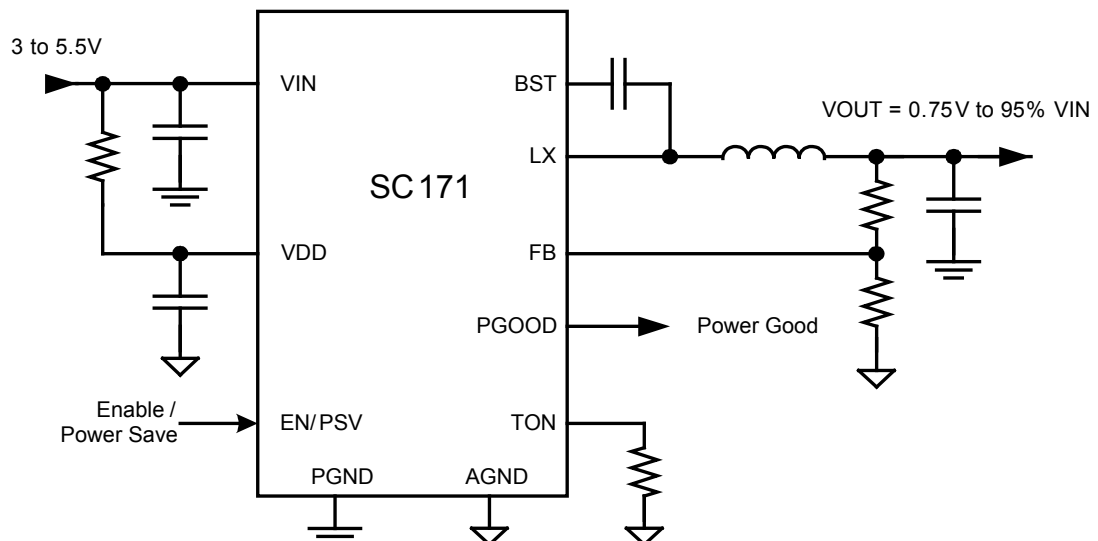 3 to 5.5V
VIN
BST
VOUT = 0.75V to 95% VIN
LX
SC171
VDD
FB
PGOOD
Power Good
Enable /
Power Save
EN/PSV
TON
PGND
AGND